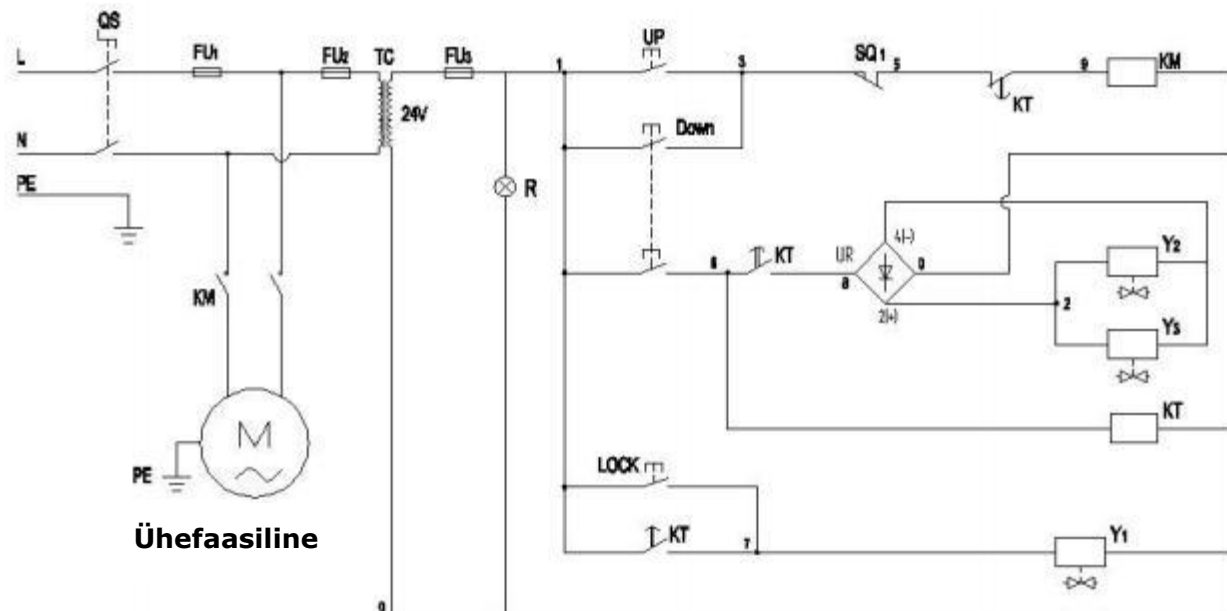 QS
L
FU1
FU2
TC
FU3
24V
N
PE
R
KM
M
PE
Ühefaasiline
0
1
UP
3
SQ1
5
KT
9
KM
Down
6
KT
UR
8
4(-)
0
2(+)
2
Y2
Y3
KT
LOCK
KT
7
Y1